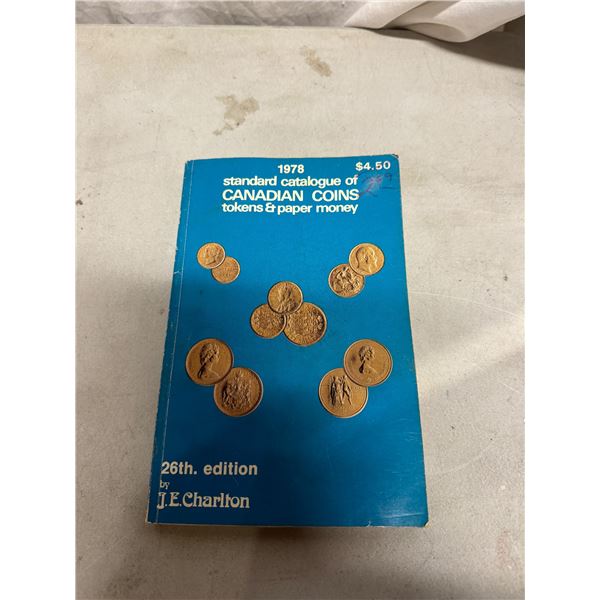 1978
$4.50
standard catalogue of
CANADIAN COINS
tokens & paper money
26th. edition
by
J.E. Charlton